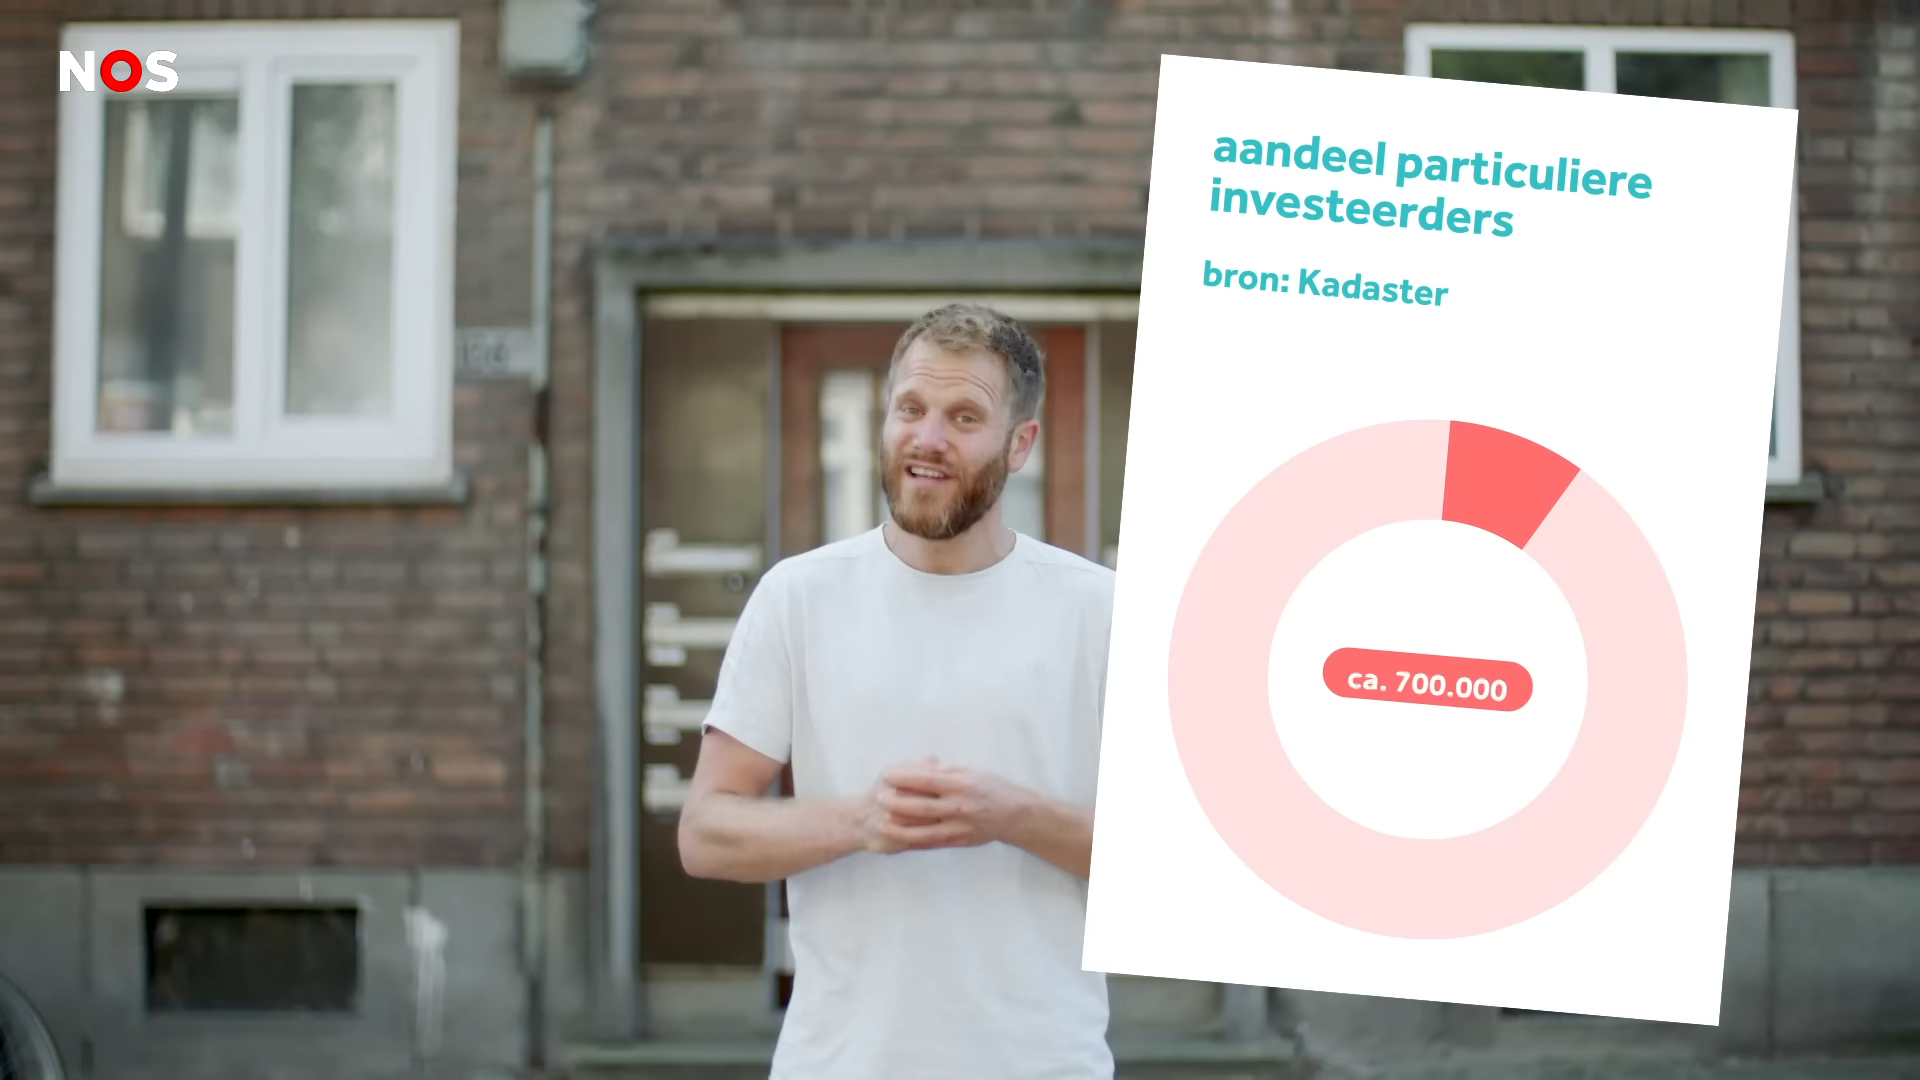 NOS
aandeel particuliere
investeerders
bron: Kadaster
ca. 700.000